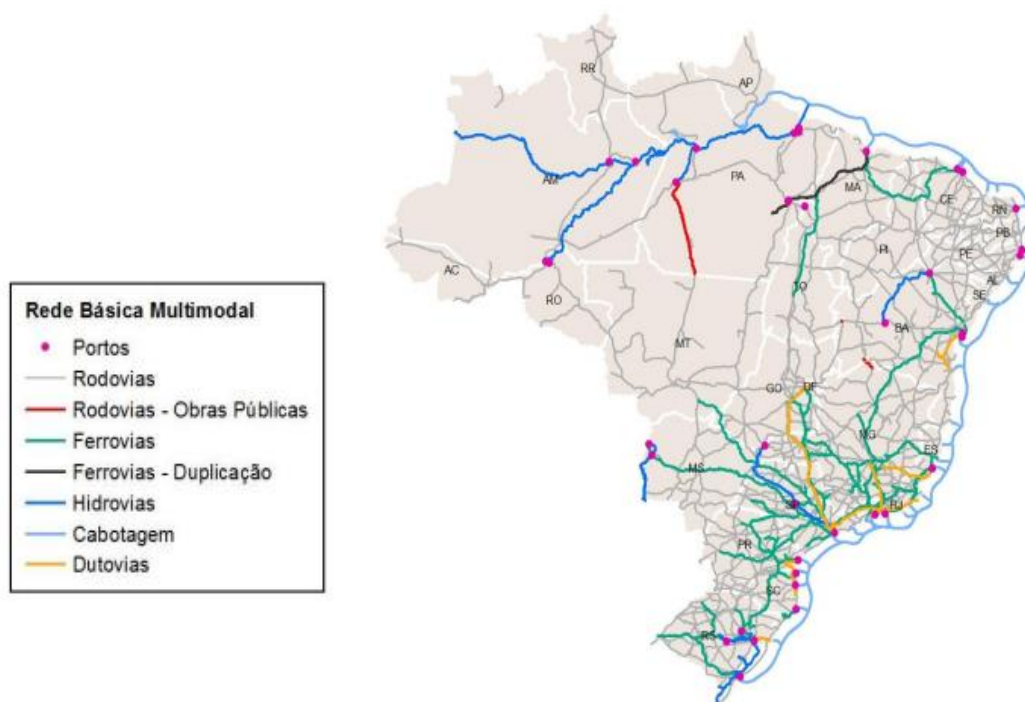 RR
AP
AM
PA
MA
CE
RN
PB
PI
PE
AL
SE
AC
RO
TO
BA
MT
Rede Básica Multimodal
Portos
Rodovias
Rodovias - Obras Públicas
Ferrovias
Ferrovias - Duplicação
Hidrovias
Cabotagem
Dutovias
GO
DF
MG
ES
MS
SP
RJ
PR
SC
RS